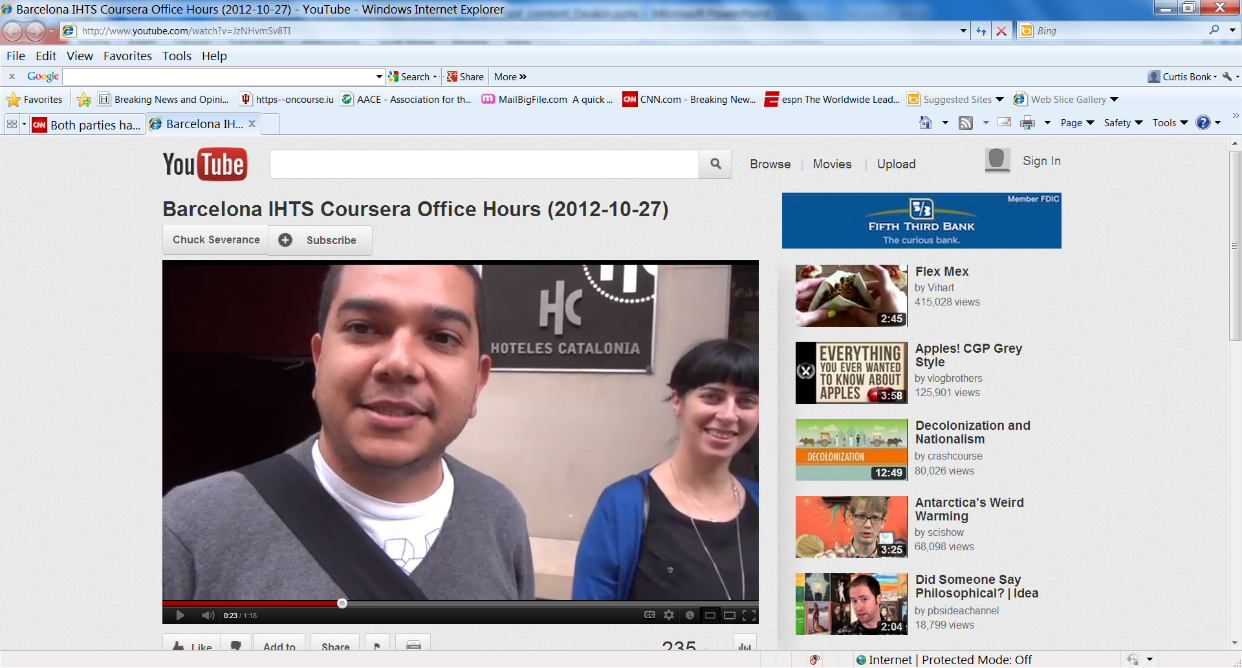 Barcelona IHTS Coursera Office Hours (2012-10-27) - YouTube - Windows Internet Explorer
http://www.youtube.com/watch?v=JzNHvmSv8TI
Bing
File Edit View Favorites Tools Help
x Google Search Share More » Curtis Bonk
Favorites Breaking News and Opini... https--oncourse.iu AACE - Association for th... MailBigFile.com A quick ... CNN CNN.com - Breaking New... espn The Worldwide Lead... Suggested Sites Web Slice Gallery
CNN Both parties ha... Barcelona IH... x Page Safety Tools
YouTube Browse Movies Upload Sign In
Barcelona IHTS Coursera Office Hours (2012-10-27)
Chuck Severance Subscribe
HC
HOTELES CATALONIA
0:23 / 1:18
Like Add to Share 235
Member FDIC
FIFTH THIRD BANK
The curious bank.
2:45
Flex Mex
by Vihart
415,028 views
EVERYTHING
YOU EVER WANTED
TO KNOW ABOUT
APPLES 3:58
Apples! CGP Grey
Style
by vlogbrothers
125,901 views
DECOLONIZATION
12:49
Decolonization and
Nationalism
by crashcourse
80,026 views
3:25
Antarctica's Weird
Warming
by scishow
68,098 views
2:04
Did Someone Say
Philosophical? | Idea
by pbsideachannel
18,799 views
Internet | Protected Mode: Off